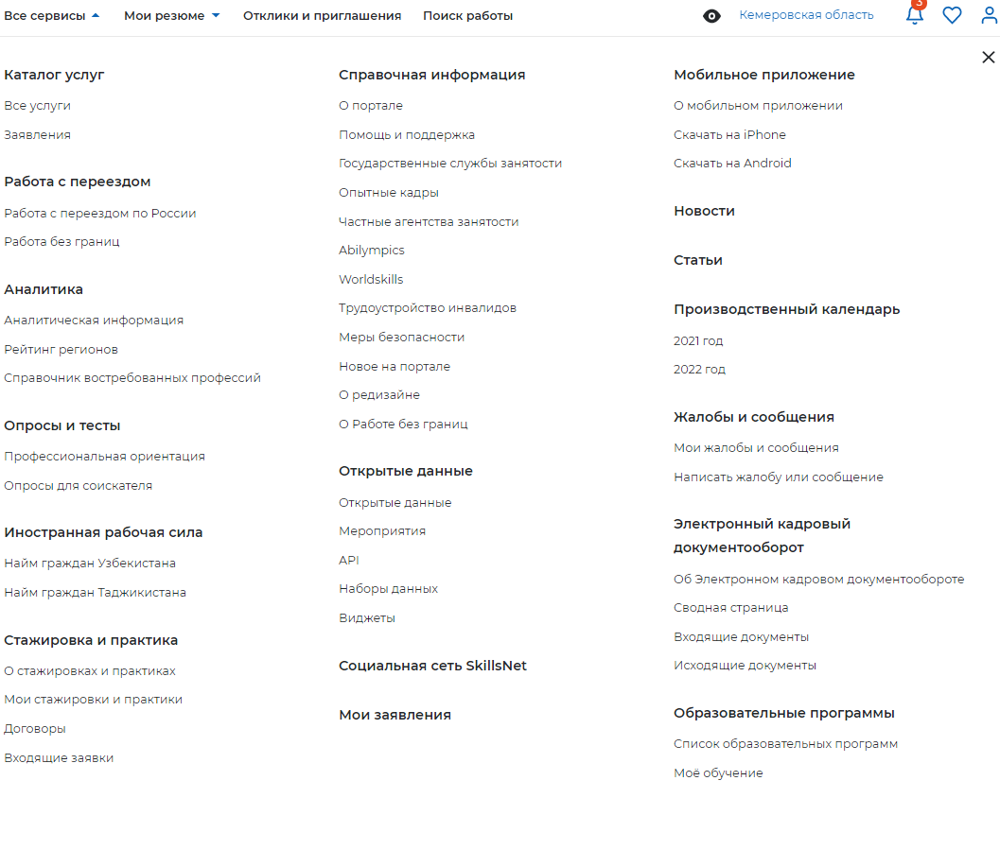 Все сервисы
Мои резюме
Отклики и приглашения
Поиск работы
Кемеровская область
3
Каталог услуг
Все услуги
Заявления
Работа с переездом
Работа с переездом по России
Работа без границ
Аналитика
Аналитическая информация
Рейтинг регионов
Справочник востребованных профессий
Опросы и тесты
Профессиональная ориентация
Опросы для соискателя
Иностранная рабочая сила
Найм граждан Узбекистана
Найм граждан Таджикистана
Стажировка и практика
О стажировках и практиках
Мои стажировки и практики
Договоры
Входящие заявки
Справочная информация
О портале
Помощь и поддержка
Государственные службы занятости
Опытные кадры
Частные агентства занятости
Abilympics
Worldskills
Трудоустройство инвалидов
Меры безопасности
Новое на портале
О редизайне
О Работе без границ
Открытые данные
Открытые данные
Мероприятия
API
Наборы данных
Виджеты
Социальная сеть SkillsNet
Мои заявления
Мобильное приложение
О мобильном приложении
Скачать на iPhone
Скачать на Android
Новости
Статьи
Производственный календарь
2021 год
2022 год
Жалобы и сообщения
Мои жалобы и сообщения
Написать жалобу или сообщение
Электронный кадровый
документооборот
Об Электронном кадровом документообороте
Сводная страница
Входящие документы
Исходящие документы
Образовательные программы
Список образовательных программ
Моё обучение